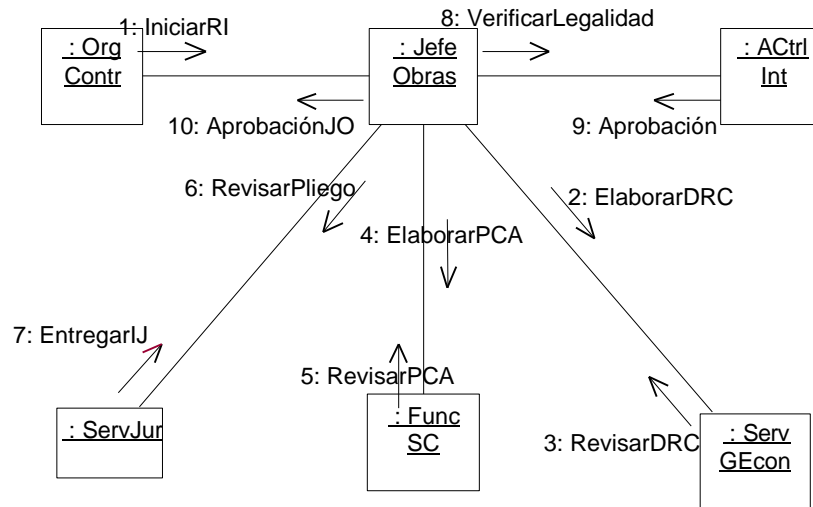 1: IniciarRI
8: VerificarLegalidad
: Org
Contr
: Jefe
Obras
: ACtrl
Int
10: AprobaciónJO
9: Aprobación
6: RevisarPliego
2: ElaborarDRC
4: ElaborarPCA
7: EntregarIJ
5: RevisarPCA
: ServJur
: Func
SC
3: RevisarDRC
: Serv
GEcon